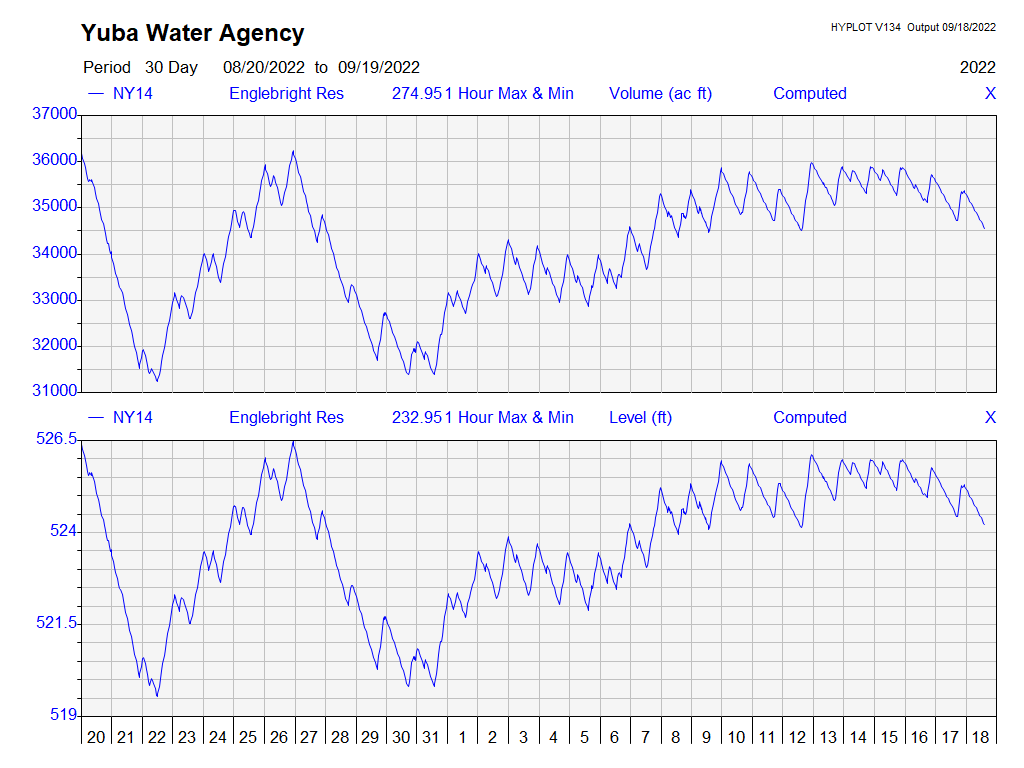 Yuba Water Agency
HYPLOT V134 Output 09/18/2022
Period 30 Day 08/20/2022 to 09/19/2022 2022
NY14 Englebright Res 274.951 Hour Max & Min Volume (ac ft) Computed X
37000
36000
35000
34000
33000
32000
31000
NY14 Englebright Res 232.951 Hour Max & Min Level (ft) Computed X
526.5
524
521.5
519
20 21 22 23 24 25 26 27 28 29 30 31 1 2 3 4 5 6 7 8 9 10 11 12 13 14 15 16 17 18